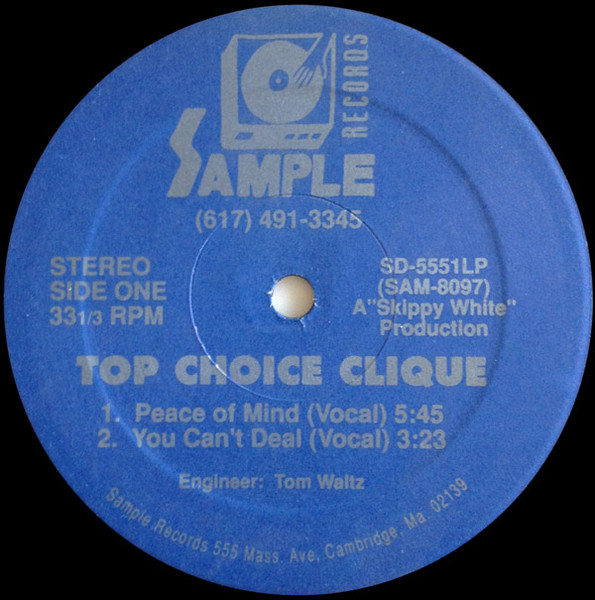 SAMPLE
RECORDS
(617) 491-3345
STEREO
SIDE ONE
33 1/3 RPM
SD-5551LP
(SAM-8097)
A"Skippy White"
Production
TOP CHOICE CLIQUE
1. Peace of Mind (Vocal) 5:45
2. You Can't Deal (Vocal) 3:23
Engineer: Tom Waltz
Sample Records 555 Mass. Ave, Cambridge, Ma. 02139